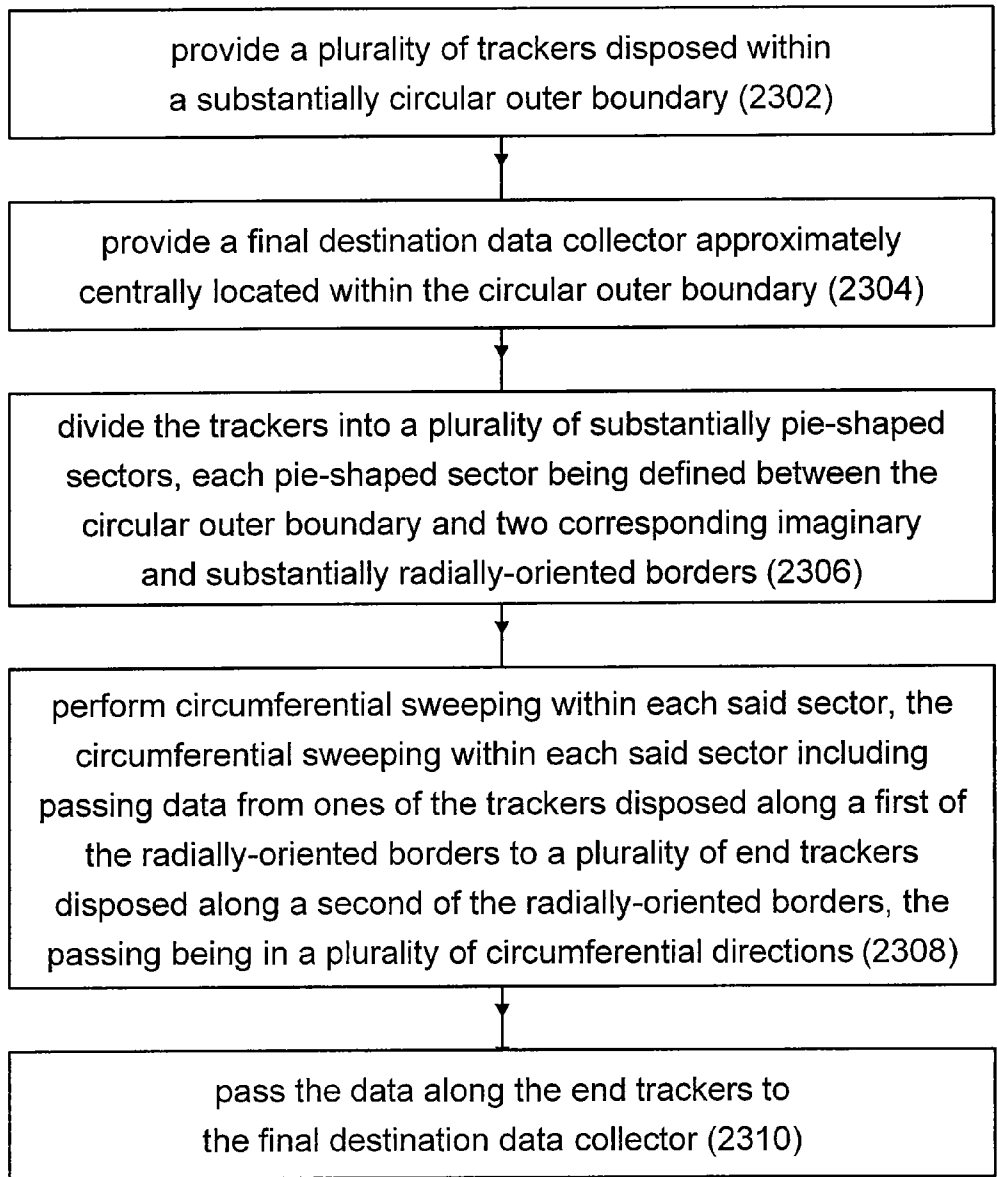 provide a plurality of trackers disposed within
a substantially circular outer boundary (2302)
provide a final destination data collector approximately
centrally located within the circular outer boundary (2304)
divide the trackers into a plurality of substantially pie-shaped
sectors, each pie-shaped sector being defined between the
circular outer boundary and two corresponding imaginary
and substantially radially-oriented borders (2306)
perform circumferential sweeping within each said sector, the
circumferential sweeping within each said sector including
passing data from ones of the trackers disposed along a first of
the radially-oriented borders to a plurality of end trackers
disposed along a second of the radially-oriented borders, the
passing being in a plurality of circumferential directions (2308)
pass the data along the end trackers to
the final destination data collector (2310)